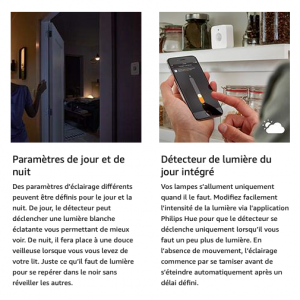 Paramètres de jour et de
nuit
Des paramètres d'éclairage différents
peuvent être définis pour le jour et la
nuit. De jour, le détecteur peut
déclencher une lumière blanche
éclatante vous permettant de mieux
voir. De nuit, il fera place à une douce
veilleuse lorsque vous vous levez de
votre lit. Juste ce qu'il faut de lumière
pour se repérer dans le noir sans
réveiller les autres.
Détecteur de lumière du
jour intégré
Vos lampes s'allument uniquement
quand il le faut. Modifiez facilement
l'intensité de la lumière via l'application
Philips Hue pour que le détecteur se
déclenche uniquement lorsqu'il vous
faut un peu plus de lumière. En
l'absence de mouvement, l'éclairage
commence par se tamiser avant de
s'éteindre automatiquement après un
délai défini.